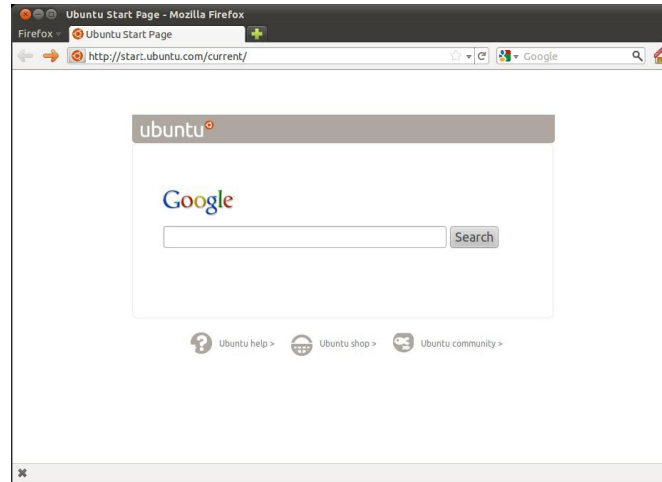 Ubuntu Start Page - Mozilla Firefox
Firefox
Ubuntu Start Page
http://start.ubuntu.com/current/
Google
ubuntu
Google
Search
Ubuntu help >
Ubuntu shop >
Ubuntu community >